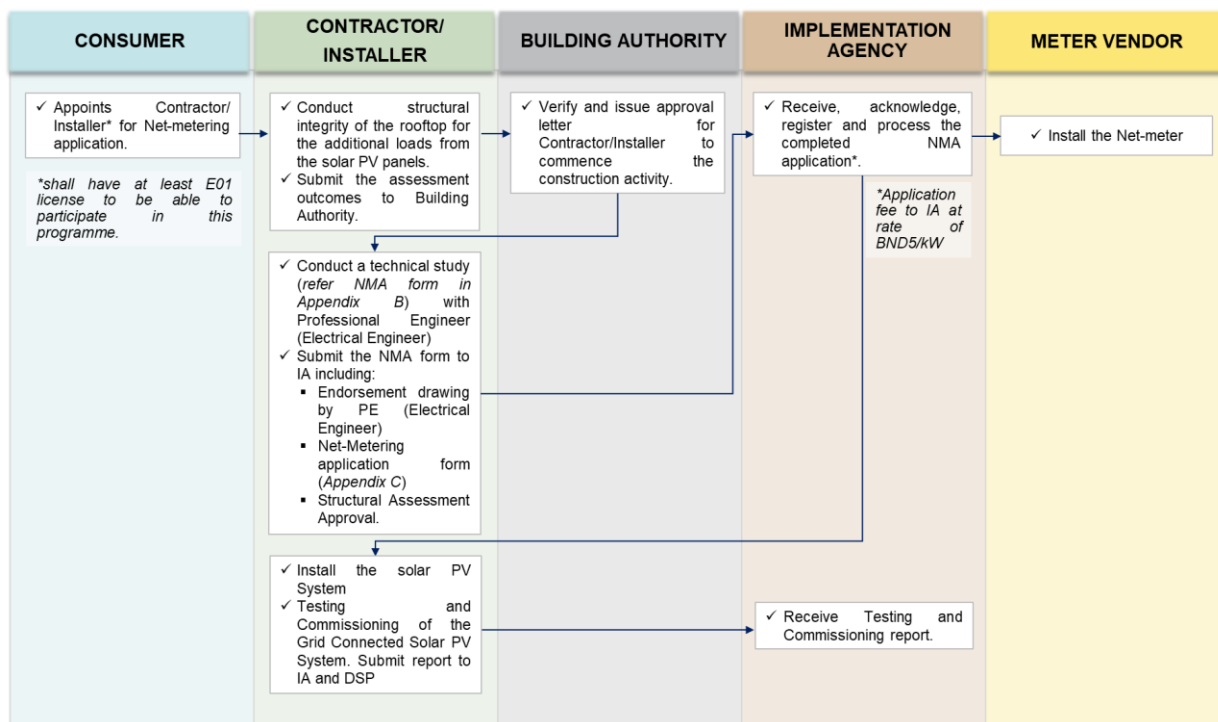 CONSUMER
CONTRACTOR/
INSTALLER
BUILDING AUTHORITY
IMPLEMENTATION
AGENCY
METER VENDOR
✓ Appoints Contractor/
Installer* for Net-metering
application.
*shall have at least E01
license to be able to
participate in this
programme.
✓ Conduct structural
integrity of the rooftop for
the additional loads from
the solar PV panels.
✓ Submit the assessment
outcomes to Building
Authority.
✓ Verify and issue approval
letter for
Contractor/Installer to
commence the
construction activity.
✓ Receive, acknowledge,
register and process the
completed NMA
application*.
*Application
fee to IA at
rate of
BND5/kW
✓ Install the Net-meter
✓ Conduct a technical study
(refer NMA form in
Appendix B) with
Professional Engineer
(Electrical Engineer)
✓ Submit the NMA form to
IA including:
▪ Endorsement drawing
by PE (Electrical
Engineer)
▪ Net-Metering
application form
(Appendix C)
▪ Structural Assessment
Approval.
✓ Install the solar PV
System
✓ Testing and
Commissioning of the
Grid Connected Solar PV
System. Submit report to
IA and DSP
✓ Receive Testing and
Commissioning report.